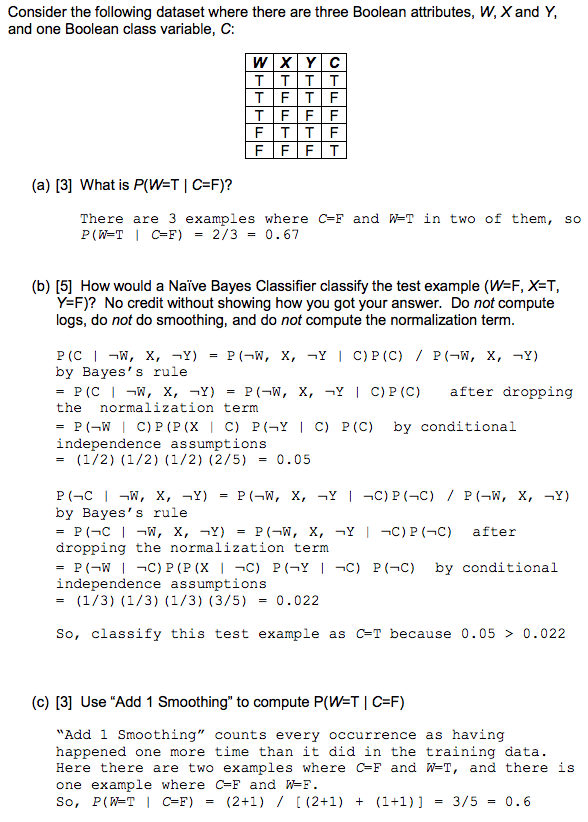 Consider the following dataset where there are three Boolean attributes, W, X and Y,
and one Boolean class variable, C:
W X Y C
T T T T
T F T F
T F F F
F T T F
F F F T
(a) [3] What is P(W=T | C=F)?
There are 3 examples where C=F and W=T in two of them, so
P(W=T | C=F) = 2/3 = 0.67
(b) [5] How would a Naïve Bayes Classifier classify the test example (W=F, X=T,
Y=F)? No credit without showing how you got your answer. Do not compute
logs, do not do smoothing, and do not compute the normalization term.
P(C | ¬W, X, ¬Y) = P(¬W, X, ¬Y | C)P(C) / P(¬W, X, ¬Y)
by Bayes’s rule
= P(C | ¬W, X, ¬Y) = P(¬W, X, ¬Y | C)P(C) after dropping
the normalization term
= P(¬W | C)P(P(X | C) P(¬Y | C) P(C) by conditional
independence assumptions
= (1/2)(1/2)(1/2)(2/5) = 0.05
P(¬C | ¬W, X, ¬Y) = P(¬W, X, ¬Y | ¬C)P(¬C) / P(¬W, X, ¬Y)
by Bayes’s rule
= P(¬C | ¬W, X, ¬Y) = P(¬W, X, ¬Y | ¬C)P(¬C) after
dropping the normalization term
= P(¬W | ¬C)P(P(X | ¬C) P(¬Y | ¬C) P(¬C) by conditional
independence assumptions
= (1/3)(1/3)(1/3)(3/5) = 0.022
So, classify this test example as C=T because 0.05 > 0.022
(c) [3] Use “Add 1 Smoothing” to compute P(W=T | C=F)
“Add 1 Smoothing” counts every occurrence as having
happened one more time than it did in the training data.
Here there are two examples where C=F and W=T, and there is
one example where C=F and W=F.
So, P(W=T | C=F) = (2+1) / [(2+1) + (1+1)] = 3/5 = 0.6